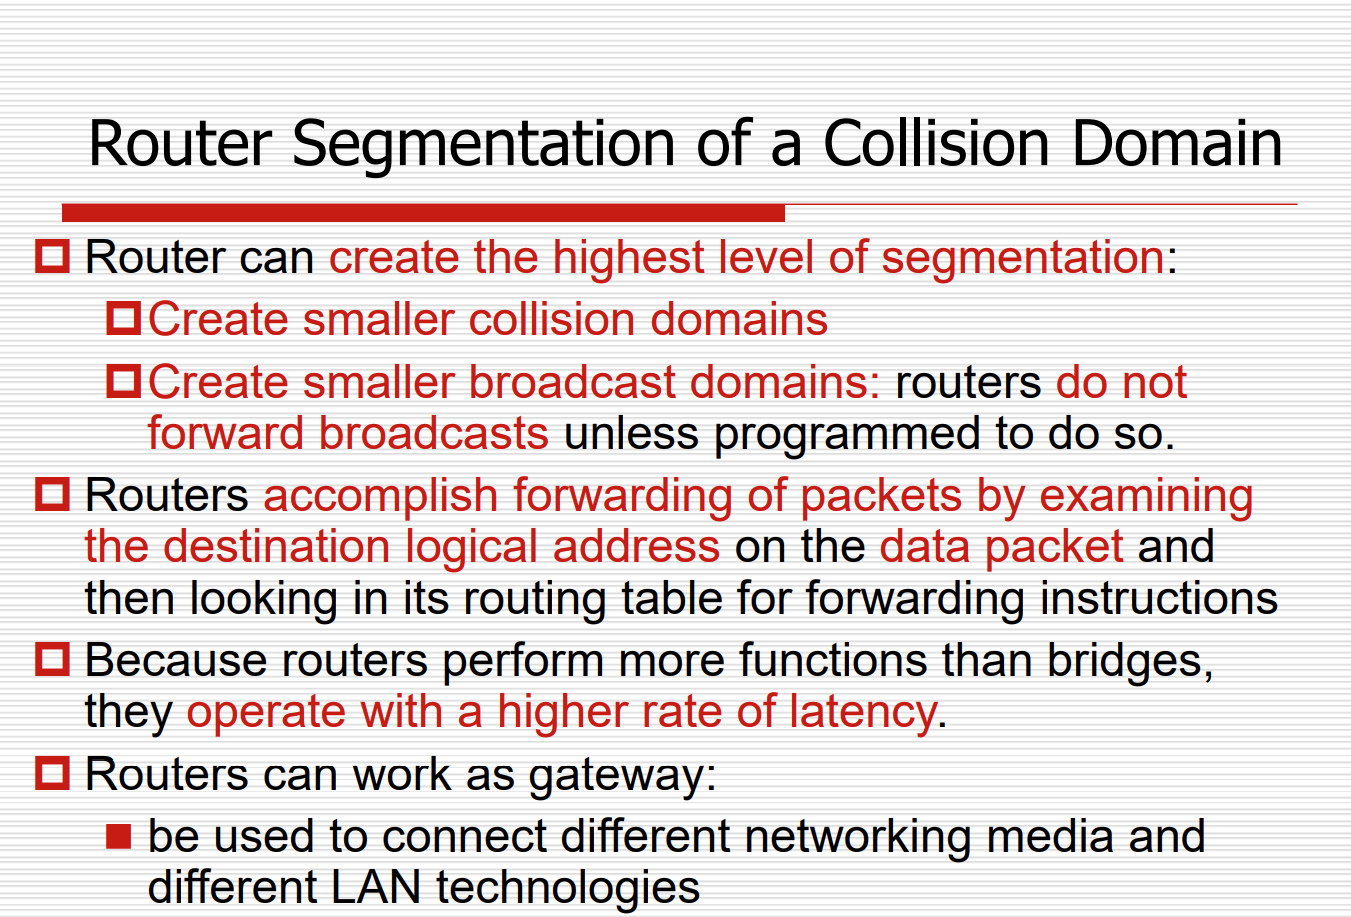 Router Segmentation of a Collision Domain
Router can create the highest level of segmentation:
Create smaller collision domains
Create smaller broadcast domains: routers do not
forward broadcasts unless programmed to do so.
Routers accomplish forwarding of packets by examining
the destination logical address on the data packet and
then looking in its routing table for forwarding instructions
Because routers perform more functions than bridges,
they operate with a higher rate of latency.
Routers can work as gateway:
be used to connect different networking media and
different LAN technologies